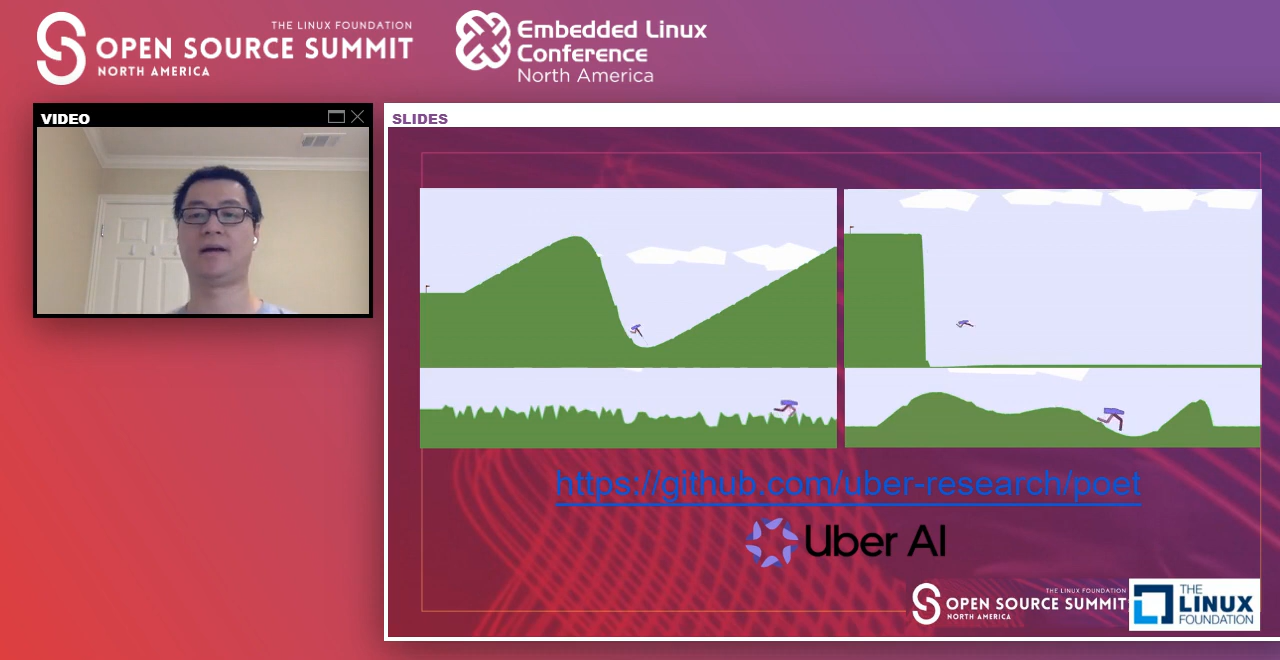 THE LINUX FOUNDATION
OPEN SOURCE SUMMIT
NORTH AMERICA
Embedded Linux
Conference
North America
VIDEO
SLIDES
https://github.com/uber-research/poet
Uber AI
THE LINUX FOUNDATION
OPEN SOURCE SUMMIT
NORTH AMERICA
THE
LINUX
FOUNDATION